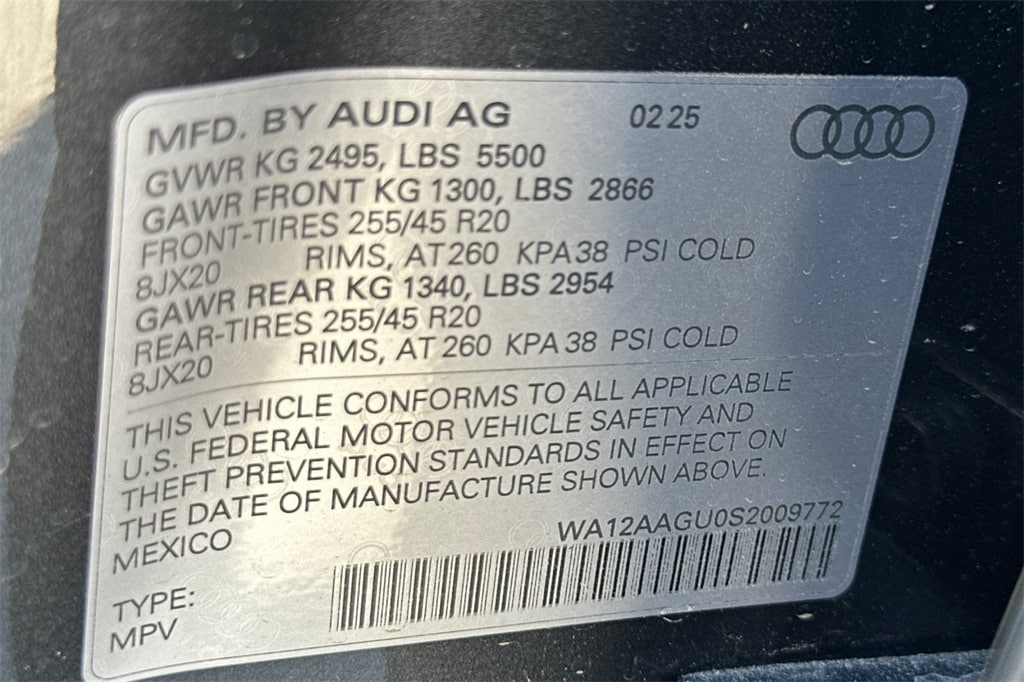 MFD. BY AUDI AG 02 25
GVWR KG 2495, LBS 5500
GAWR FRONT KG 1300, LBS 2866
FRONT-TIRES 255/45 R20
8JX20 RIMS, AT 260 KPA 38 PSI COLD
GAWR REAR KG 1340, LBS 2954
REAR-TIRES 255/45 R20
8JX20 RIMS, AT 260 KPA 38 PSI COLD
THIS VEHICLE CONFORMS TO ALL APPLICABLE
U.S. FEDERAL MOTOR VEHICLE SAFETY AND
THEFT PREVENTION STANDARDS IN EFFECT ON
THE DATE OF MANUFACTURE SHOWN ABOVE.
MEXICO WA12AAGU0S2009772
TYPE:
MPV